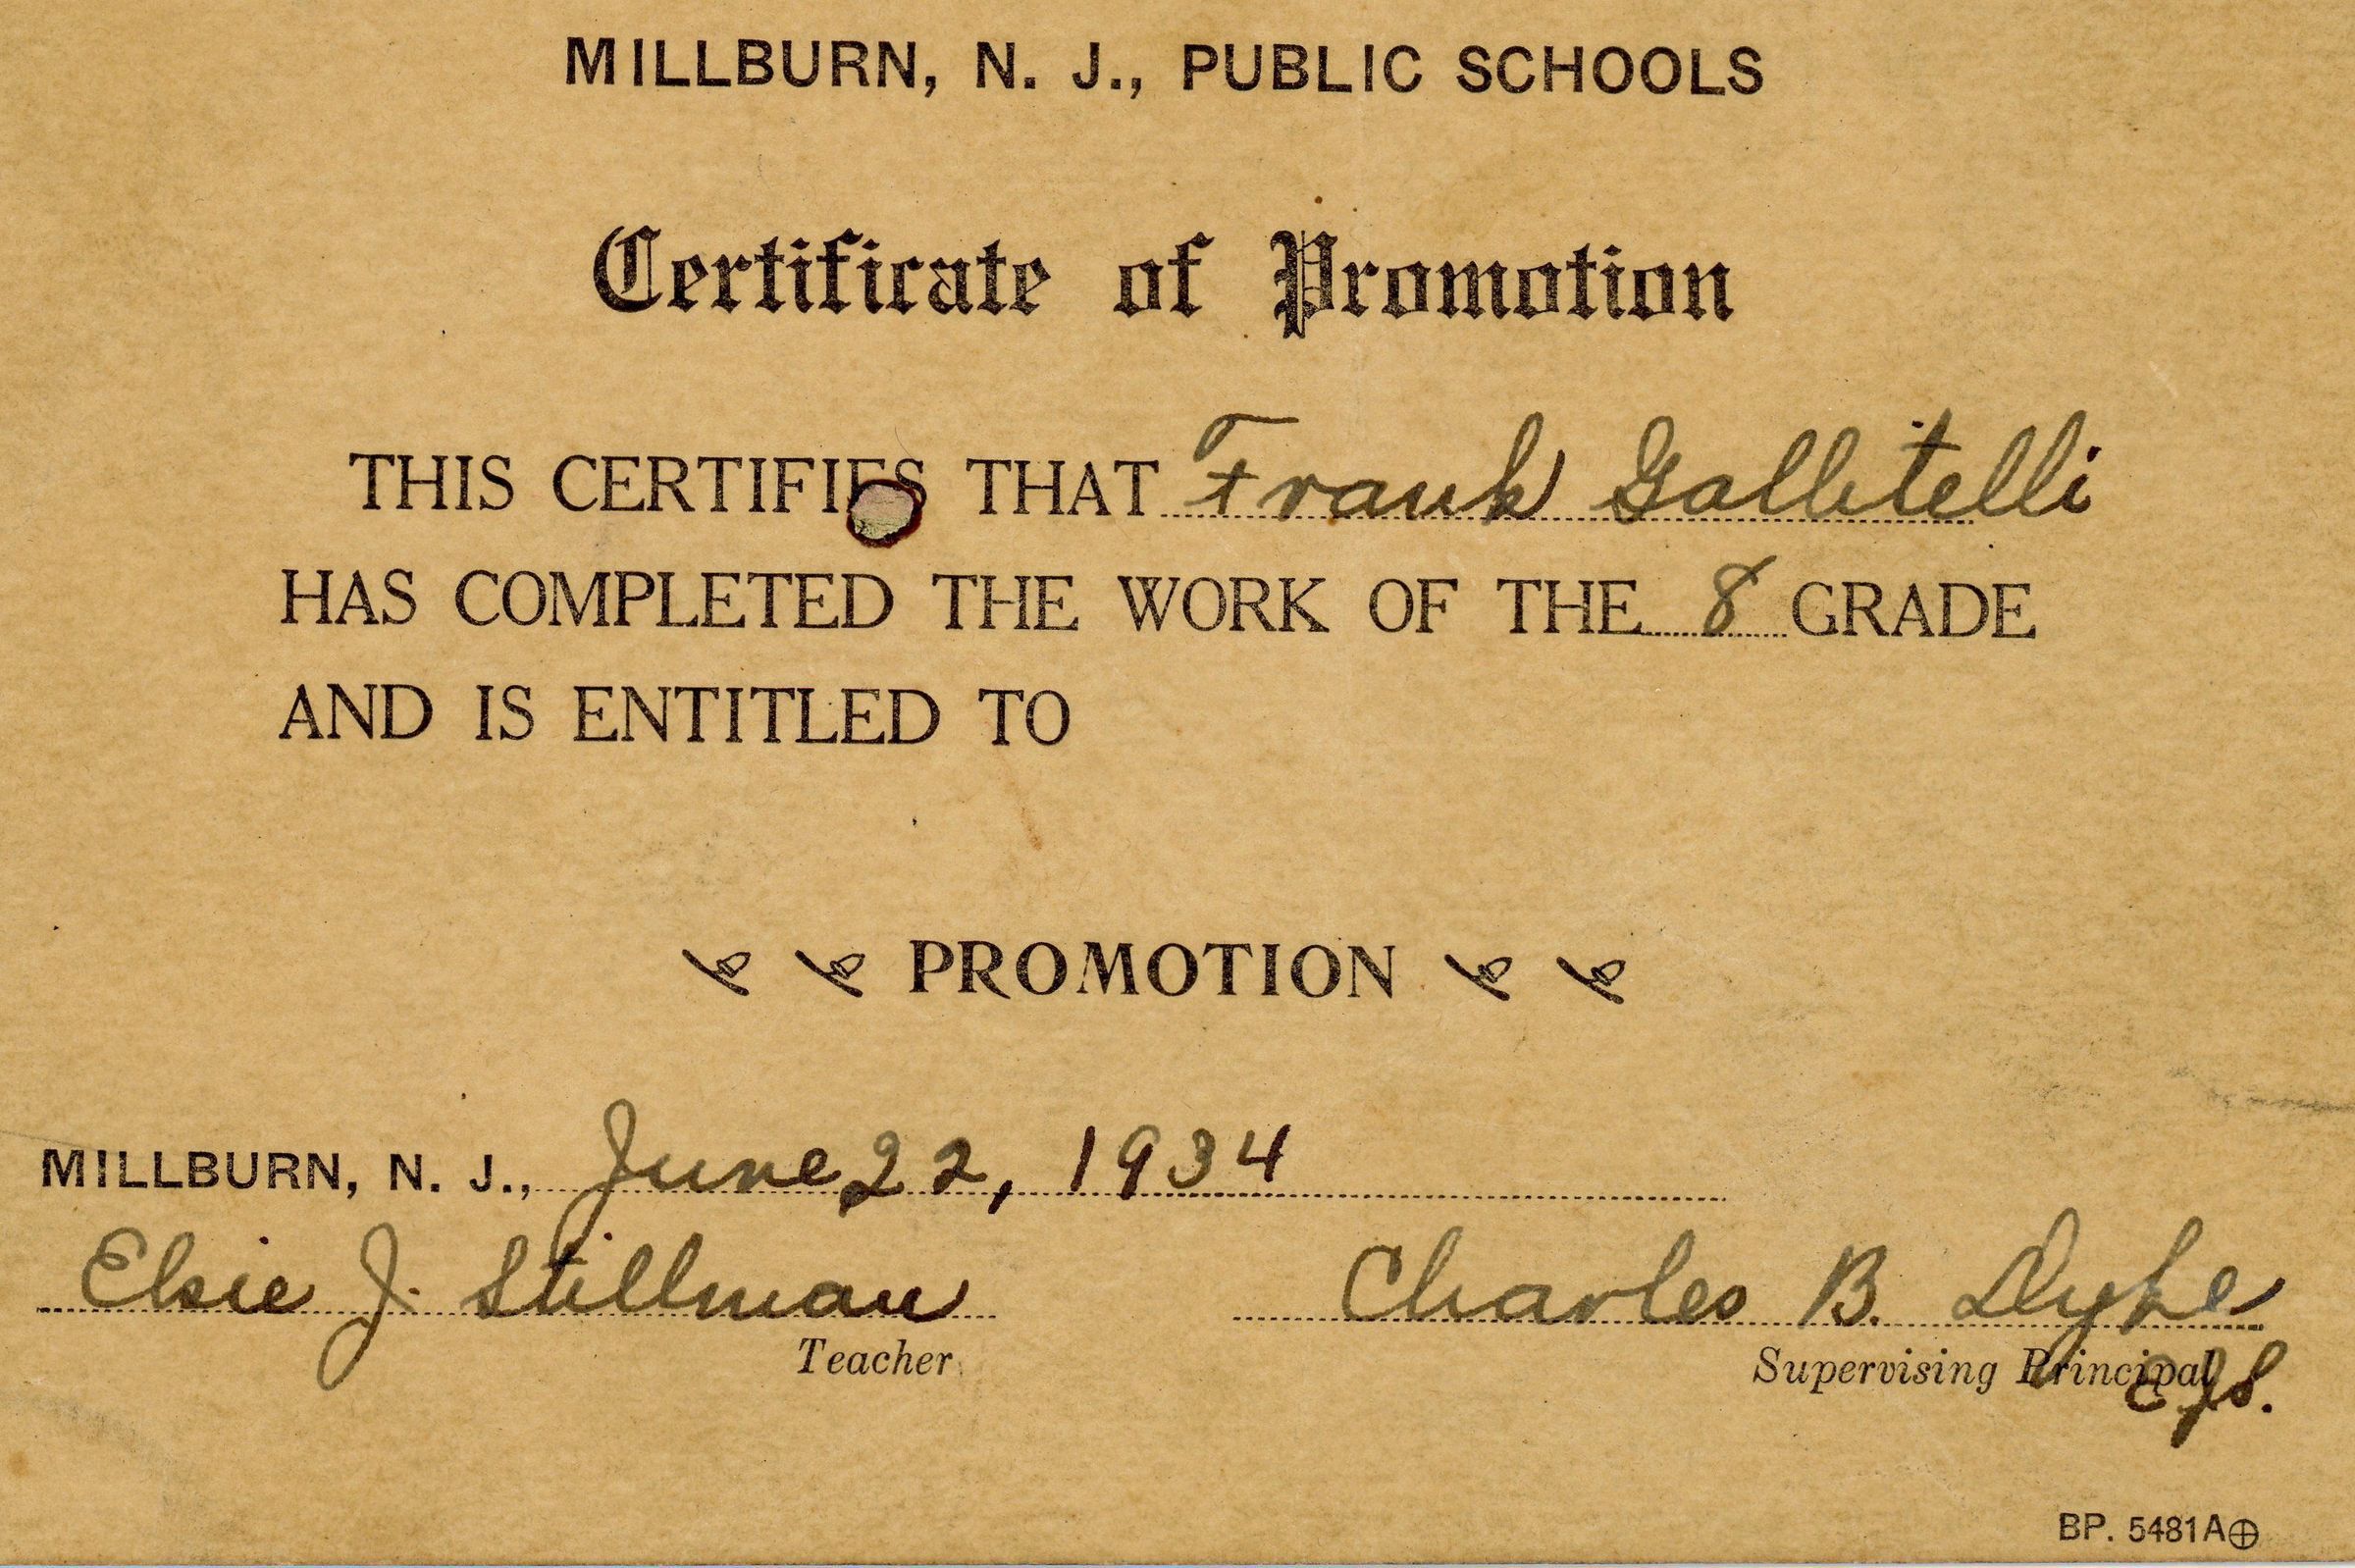 MILLBURN, N. J., PUBLIC SCHOOLS
Certificate of Promotion
THIS CERTIFIES THAT Frank Gallitelli
HAS COMPLETED THE WORK OF THE 8 GRADE
AND IS ENTITLED TO
PROMOTION
MILLBURN, N. J., June 22, 1934
Elsie J. Stillman
Teacher
Charles B. Dyke
Supervising Principal
E.J.S.
BP. 5481A